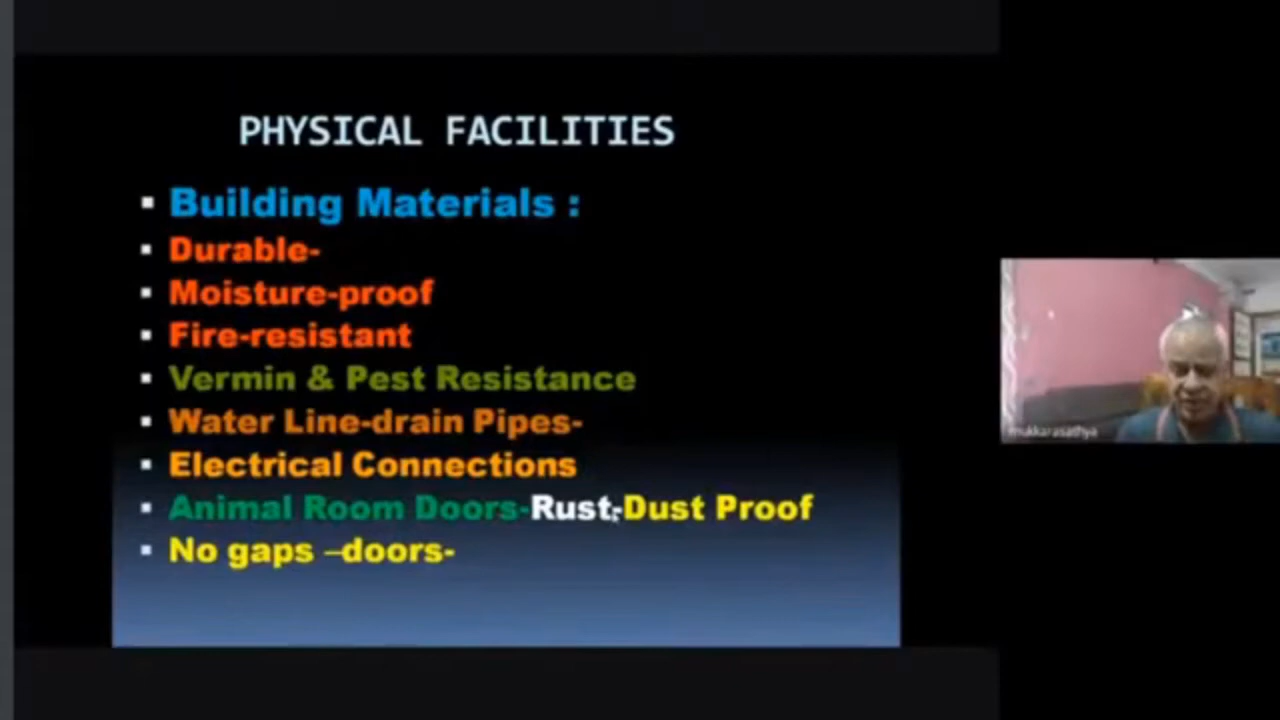 PHYSICAL FACILITIES
Building Materials :
Durable-
Moisture-proof
Fire-resistant
Vermin & Pest Resistance
Water Line-drain Pipes-
Electrical Connections
Animal Room Doors-Rust-Dust Proof
No gaps –doors-
mukkarasathya